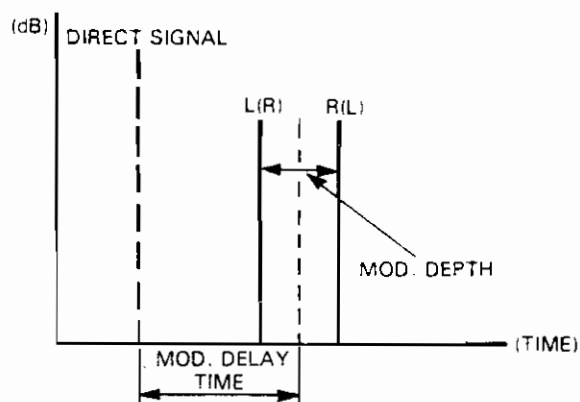 (dB)
DIRECT SIGNAL
L(R)
R(L)
MOD. DEPTH
(TIME)
MOD. DELAY
TIME